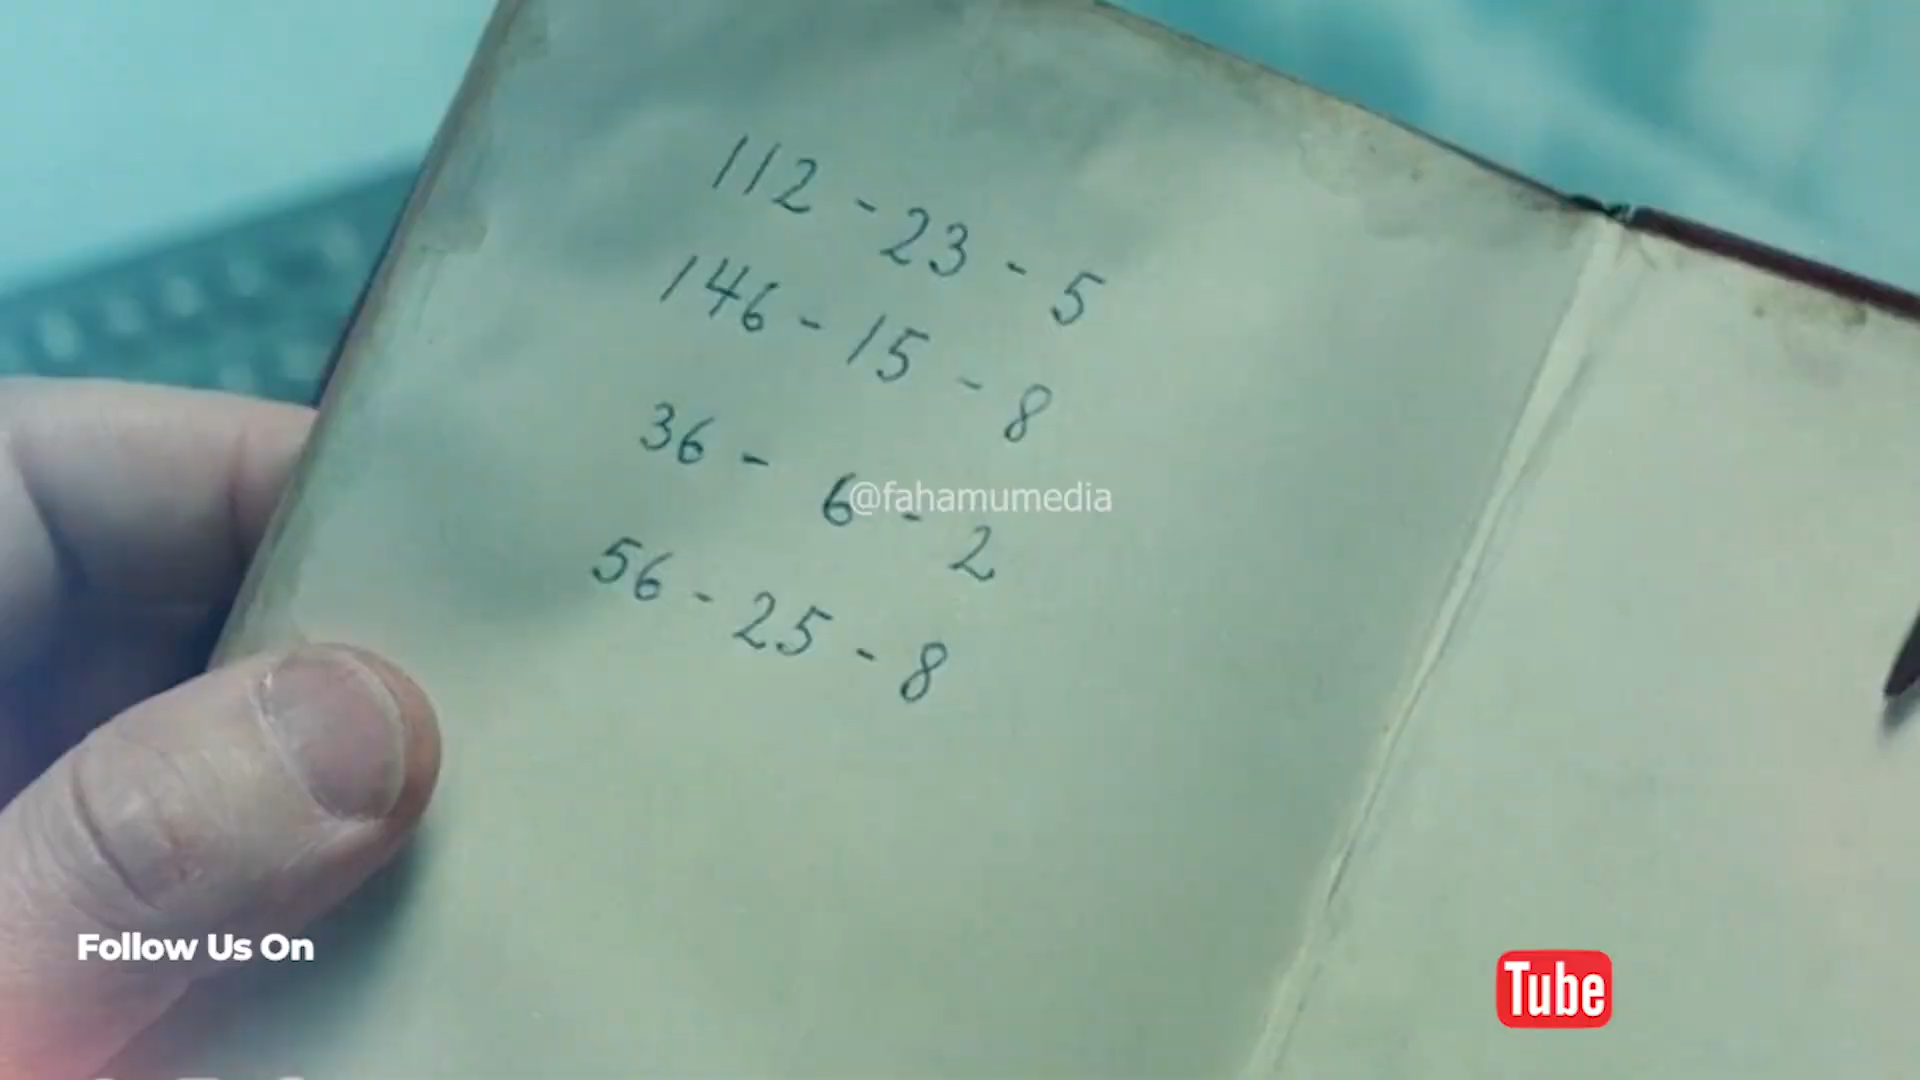 112 - 23 - 5
146 - 15 - 8
36 - 6 - 2
@fahamumedia
56 - 25 - 8
Follow Us On
Tube